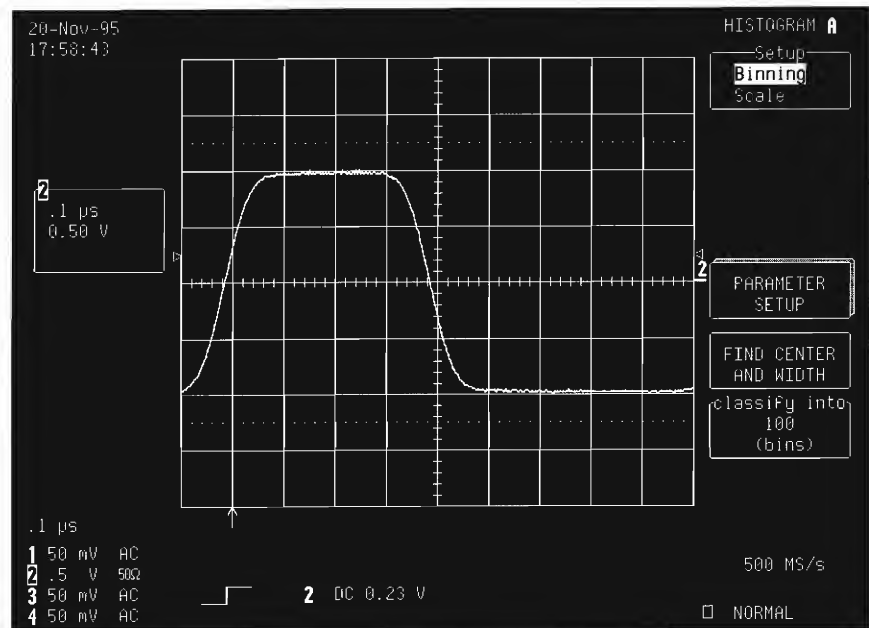 20-Nov-95
17:58:43
HISTOGRAM A
Setup
Binning
Scale
2
.1 µs
0.50 V
2
PARAMETER
SETUP
FIND CENTER
AND WIDTH
classify into
100
(bins)
.1 µs
1 50 mV AC
2 .5 V 50Ω
3 50 mV AC
4 50 mV AC
2 DC 0.23 V
500 MS/s
NORMAL